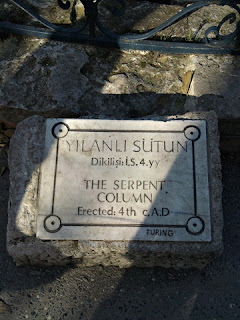 YILANLI SÜTUN
Dikilişi: İ.S. 4.yy
THE SERPENT
COLUMN
Erected: 4th c.A.D
TURING